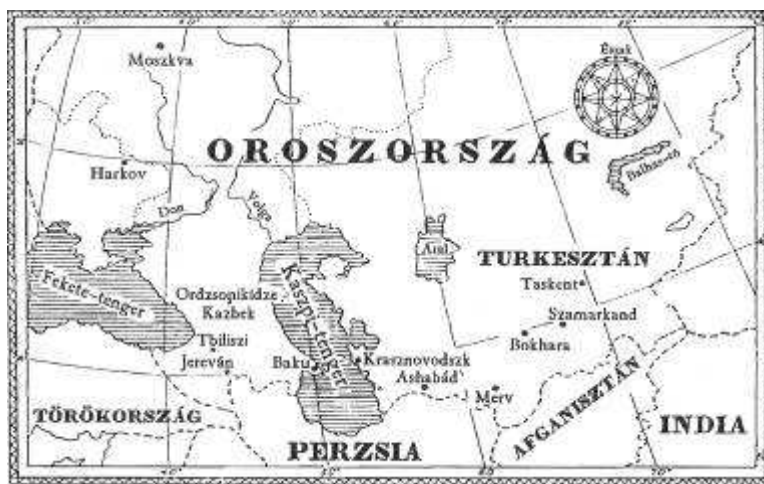 Moszkva
Észak
OROSZORSZÁG
Harkov
Balhas-tó
Don
Volga
Aral
TURKESZTÁN
Fekete-tenger
Kaszpi-tenger
Taskent
Ordzsonikidze
Kazbek
Szamarkand
Tbiliszi
Bokhara
Jereván
Baku
Krasznovodszk
Ashabád
Merv
TÖRÖKORSZÁG
PERZSIA
AFGANISZTÁN
INDIA